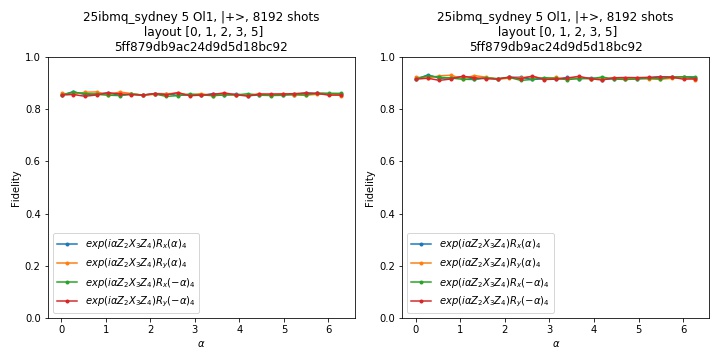 25ibmq_sydney 5 Ol1, |+>, 8192 shots
layout [0, 1, 2, 3, 5]
5ff879db9ac24d9d5d18bc92
1.0
0.8
0.6
0.4
0.2
0.0
Fidelity
exp(iαZ₂X₃Z₄)Rₓ(α)₄
exp(iαZ₂X₃Z₄)Rᵧ(α)₄
exp(iαZ₂X₃Z₄)Rₓ(−α)₄
exp(iαZ₂X₃Z₄)Rᵧ(−α)₄
0 1 2 3 4 5 6
α
25ibmq_sydney 5 Ol1, |+>, 8192 shots
layout [0, 1, 2, 3, 5]
5ff879db9ac24d9d5d18bc92
1.0
0.8
0.6
0.4
0.2
0.0
Fidelity
exp(iαZ₂X₃Z₄)Rₓ(α)₄
exp(iαZ₂X₃Z₄)Rᵧ(α)₄
exp(iαZ₂X₃Z₄)Rₓ(−α)₄
exp(iαZ₂X₃Z₄)Rᵧ(−α)₄
0 1 2 3 4 5 6
α